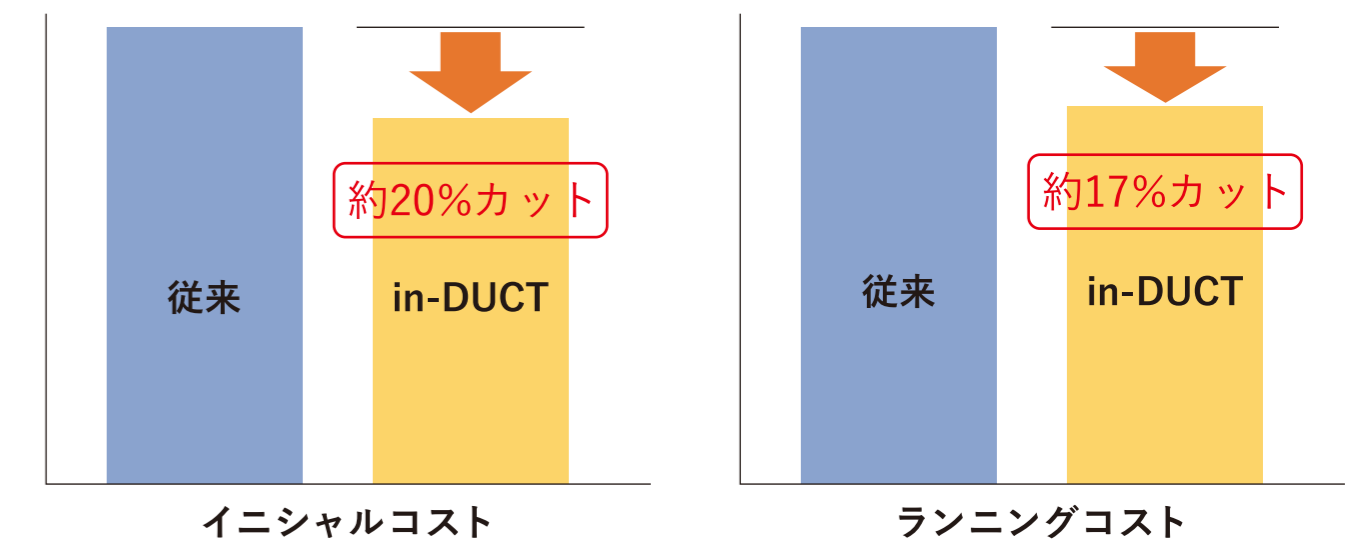 約20%カット
従来
in-DUCT
イニシャルコスト
約17%カット
従来
in-DUCT
ランニングコスト